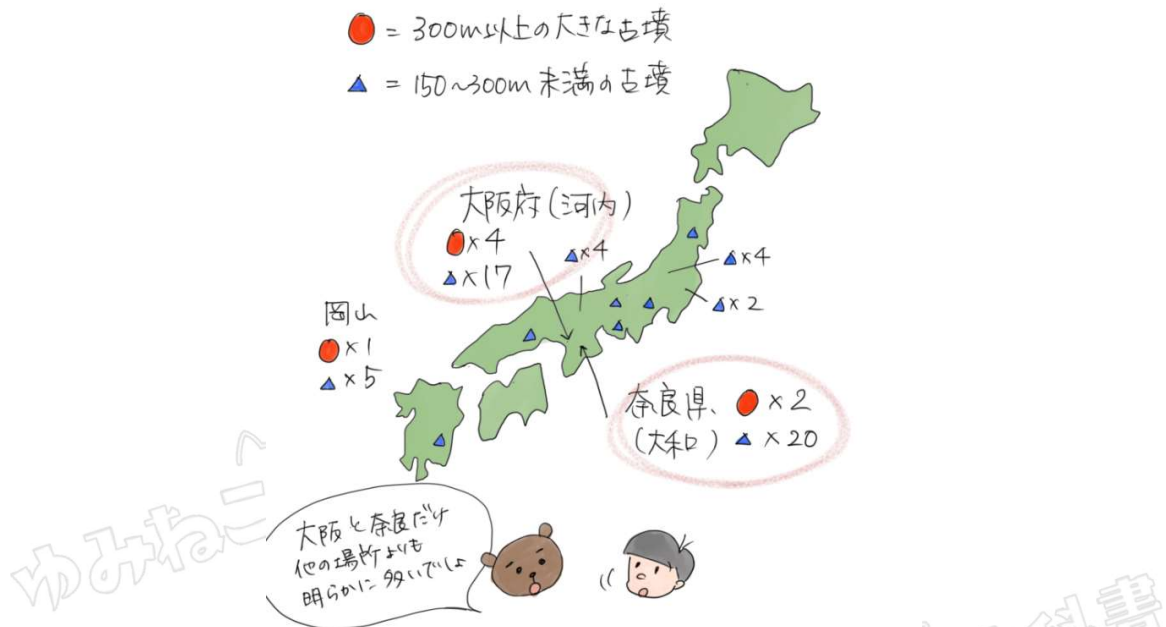 = 300m以上の大きな古墳
= 150~300m未満の古墳
大阪府(河内)
×4
×17
×4
×4
×2
岡山
×1
×5
奈良県、 ×2
(大和) ×20
大阪と奈良だけ
他の場所よりも
明らかに多いでしょ
ゆみねこ
科書